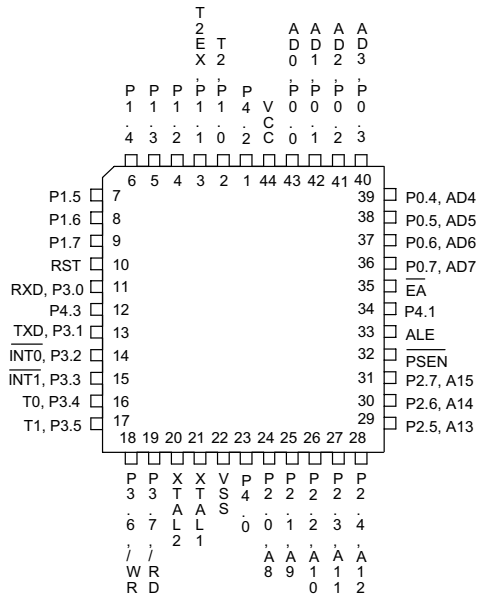 P1.4
P1.3
P1.2
T2EX, P1.1
T2, P1.0
P4.2
VCC
AD0, P0.0
AD1, P0.1
AD2, P0.2
AD3, P0.3
6 5 4 3 2 1 44 43 42 41 40
P1.5 7
P1.6 8
P1.7 9
RST 10
RXD, P3.0 11
P4.3 12
TXD, P3.1 13
INT0, P3.2 14
INT1, P3.3 15
T0, P3.4 16
T1, P3.5 17
39 P0.4, AD4
38 P0.5, AD5
37 P0.6, AD6
36 P0.7, AD7
35 EA
34 P4.1
33 ALE
32 PSEN
31 P2.7, A15
30 P2.6, A14
29 P2.5, A13
18 19 20 21 22 23 24 25 26 27 28
P3.6, /WR
P3.7, /RD
XTAL2
XTAL1
VSS
P4.0
P2.0, A8
P2.1, A9
P2.2, A10
P2.3, A11
P2.4, A12